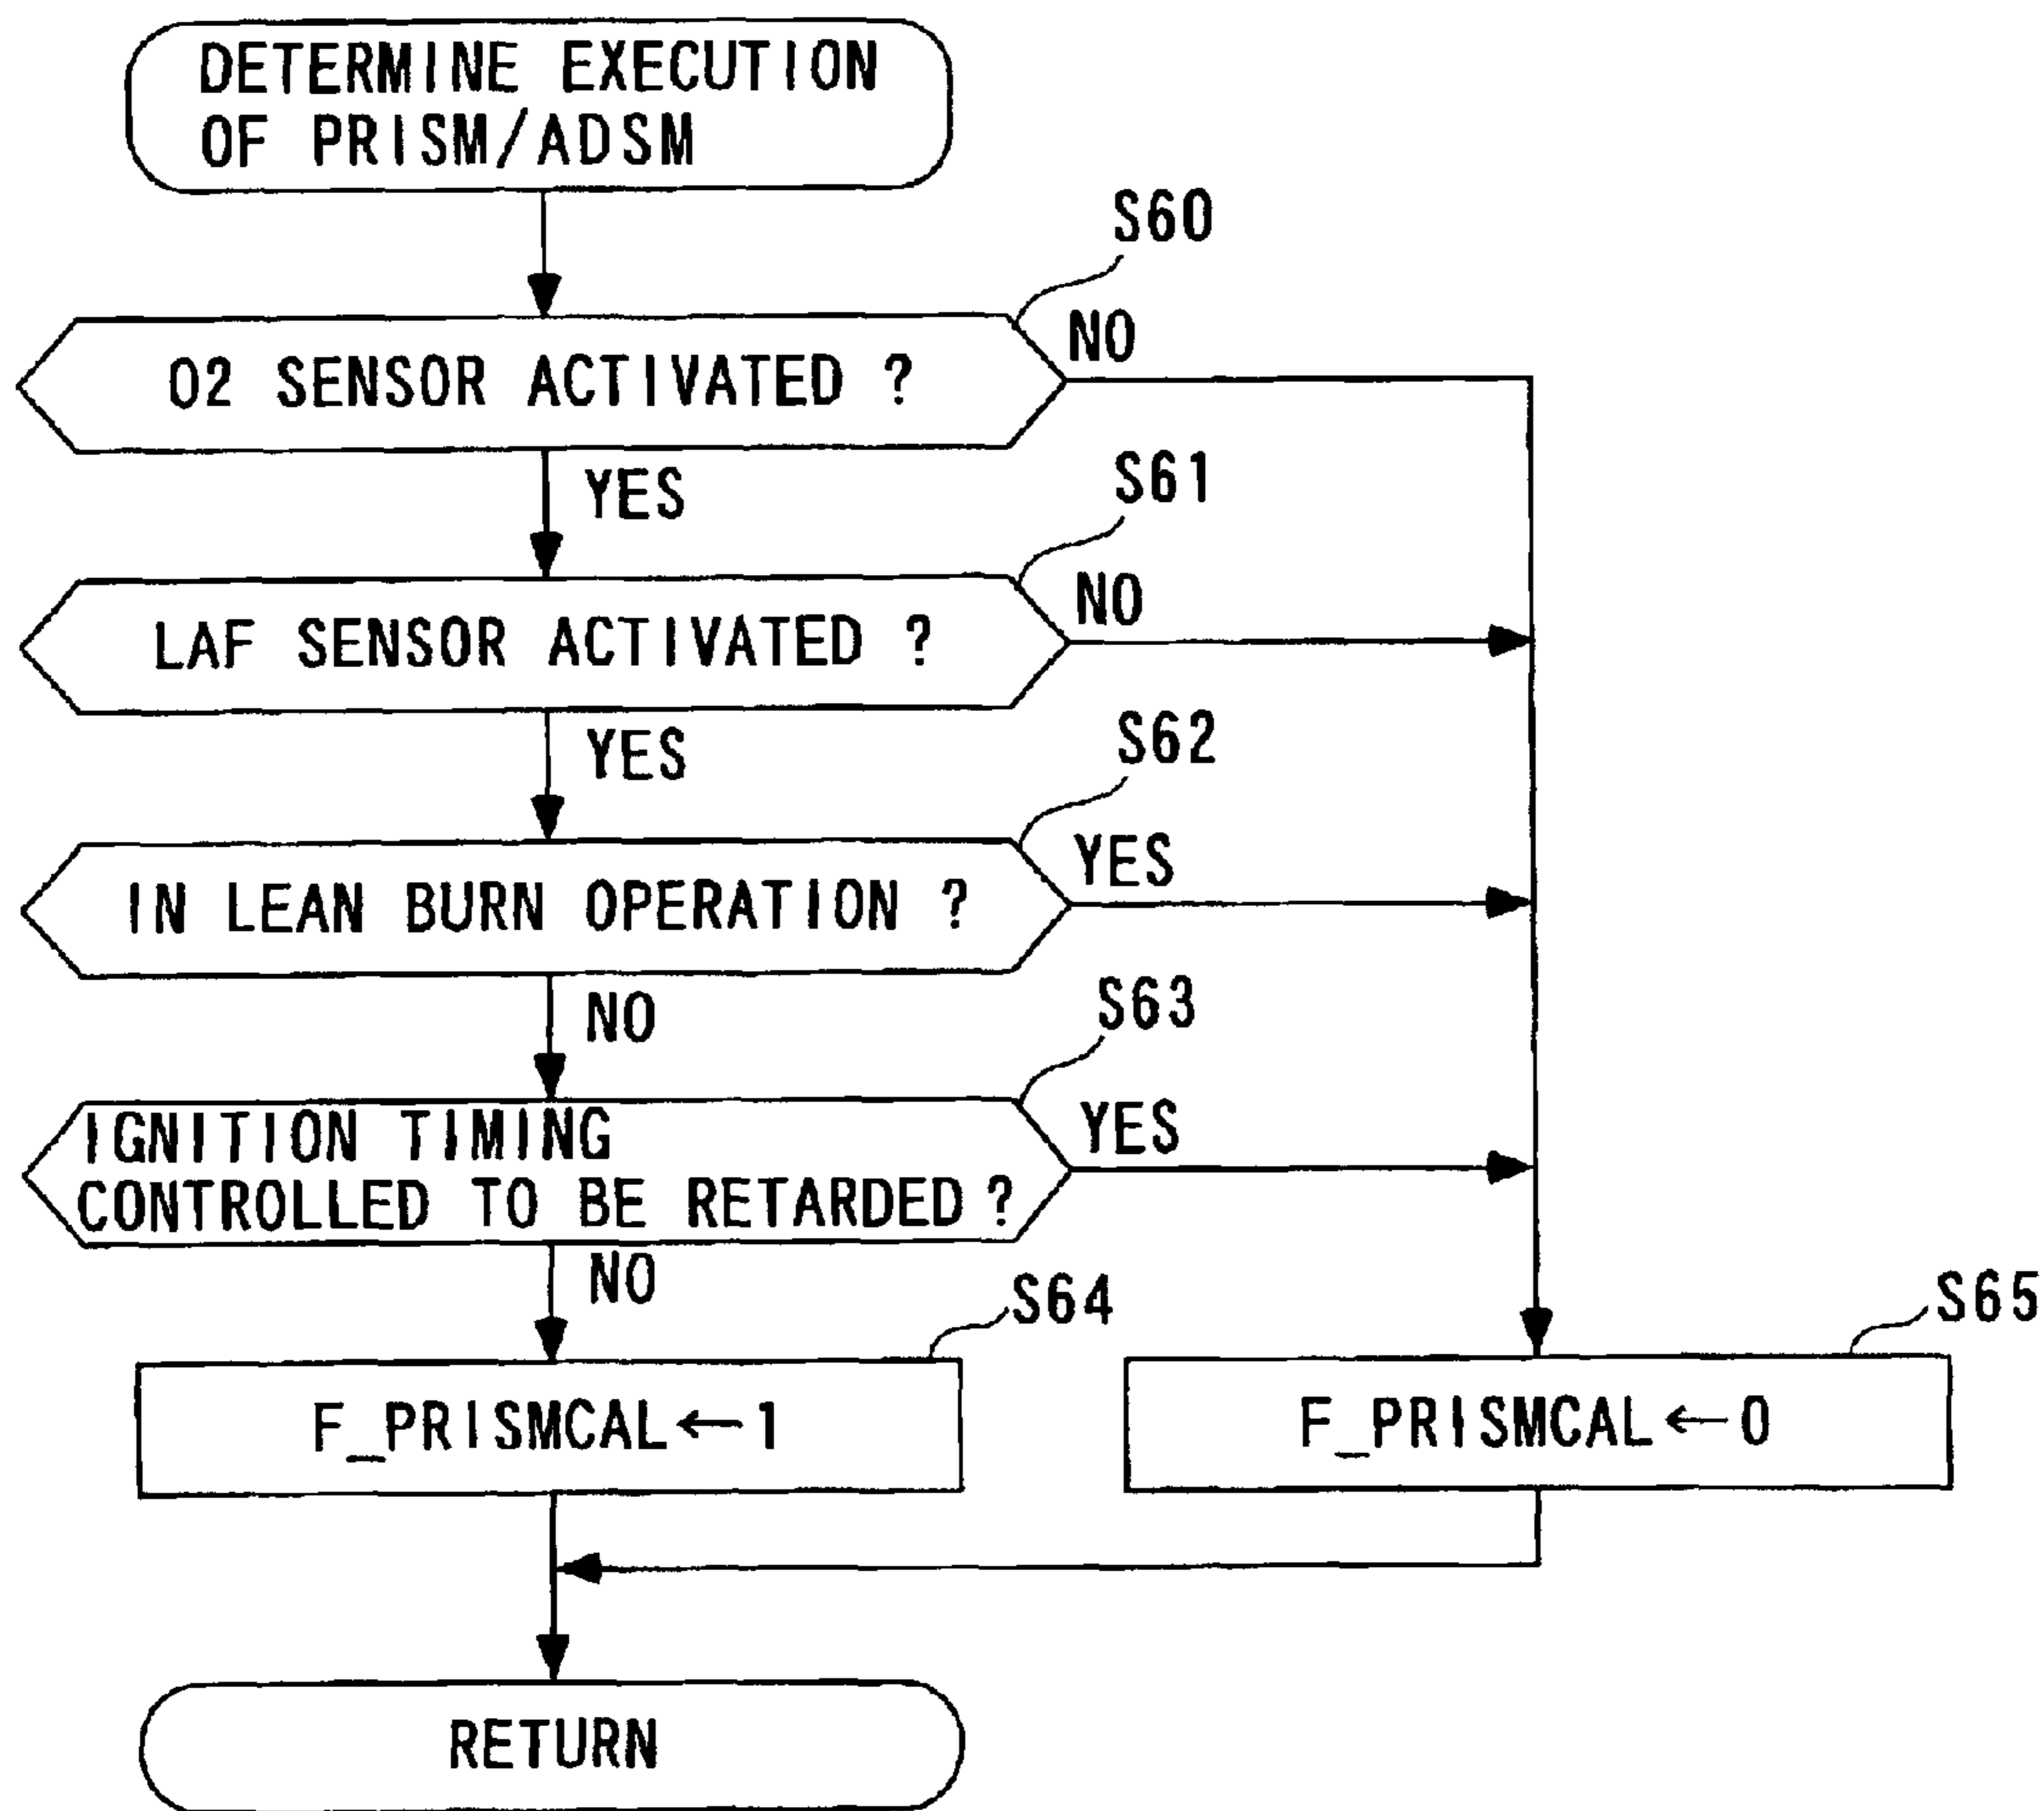 DETERMINE EXECUTION
OF PRISM/ADSM
S60
O2 SENSOR ACTIVATED ?
NO
YES
S61
LAF SENSOR ACTIVATED ?
NO
YES
S62
IN LEAN BURN OPERATION ?
YES
NO
S63
IGNITION TIMING
CONTROLLED TO BE RETARDED ?
YES
NO
S64
F_PRISMCAL←1
S65
F_PRISMCAL←0
RETURN